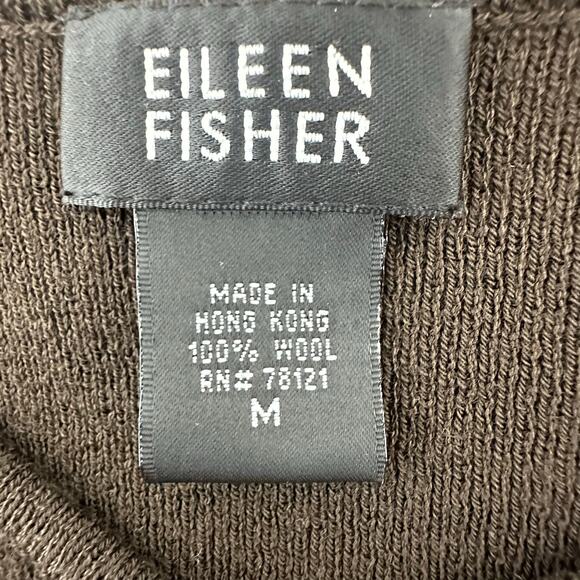 EILEEN
FISHER
MADE IN
HONG KONG
100% WOOL
RN# 78121
M